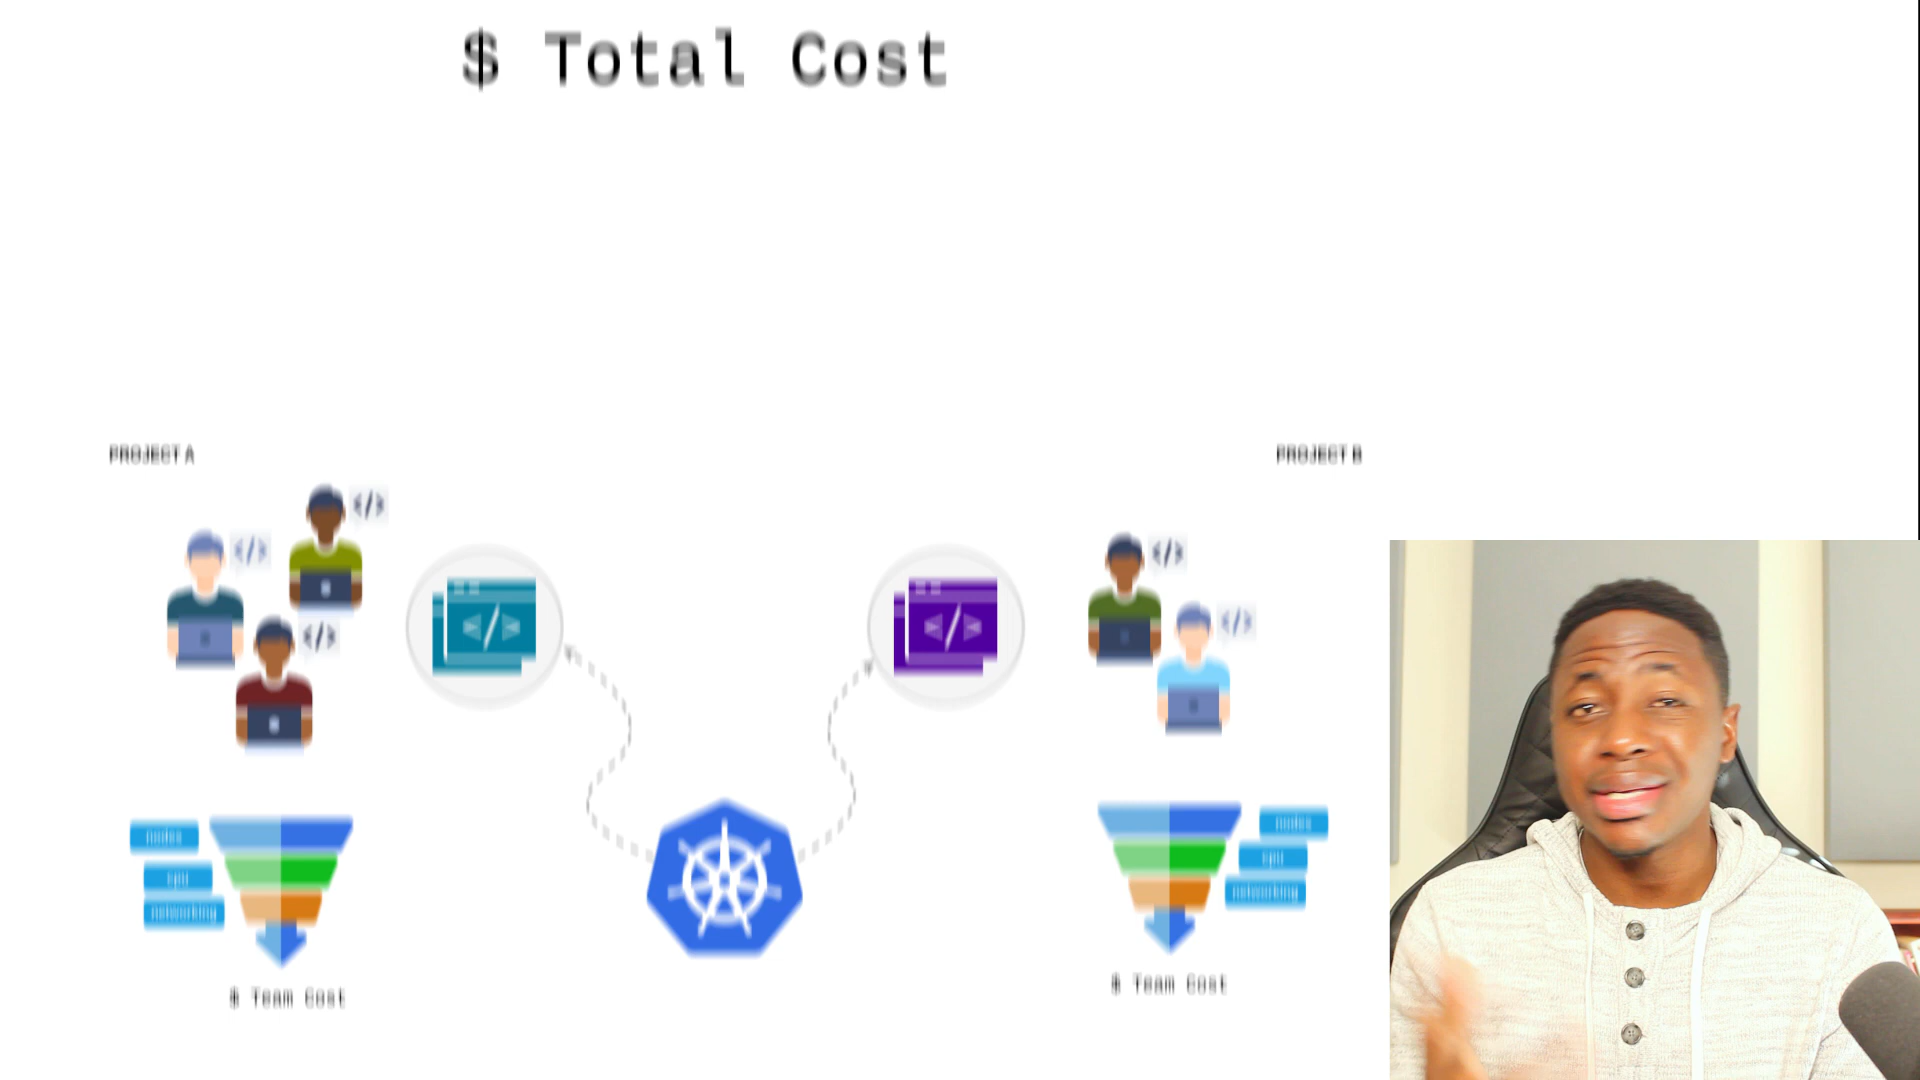 $ Total Cost
PROJECT A
PROJECT B
</>
</>
</>
</>
</>
</>
</>
nodes
cpu
networking
nodes
cpu
networking
$ Team Cost
$ Team Cost